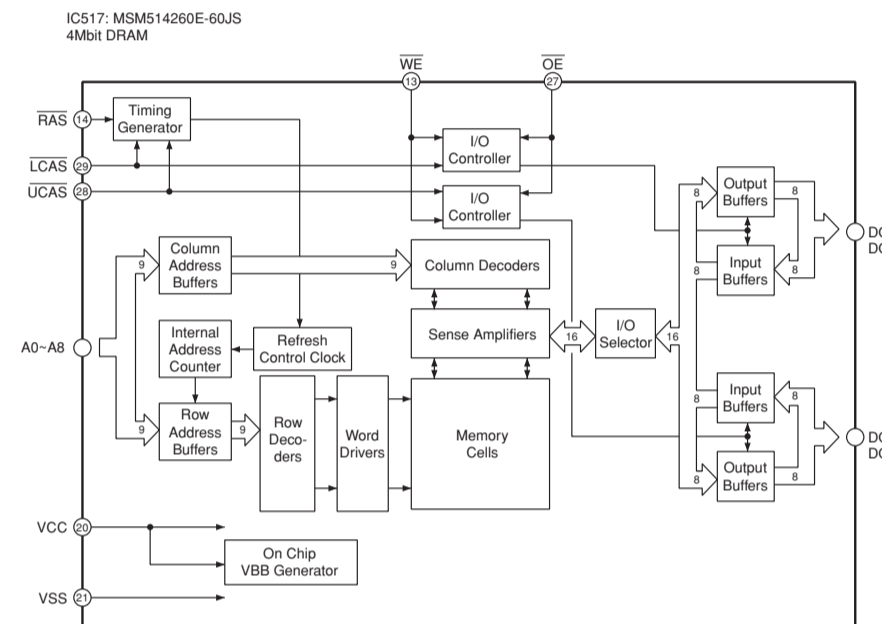 IC517: MSM514260E-60JS
4Mbit DRAM
WE
OE
13
27
RAS
14
Timing
Generator
I/O
Controller
LCAS
29
UCAS
28
I/O
Controller
Output
Buffers
8
8
Column
Address
Buffers
9
9
Column Decoders
Input
Buffers
8
8
Internal
Address
Counter
Refresh
Control Clock
Sense Amplifiers
16
I/O
Selector
16
A0~A8
Row
Address
Buffers
9
9
Row
Deco-
ders
Word
Drivers
Memory
Cells
Input
Buffers
8
8
Output
Buffers
8
8
VCC
20
On Chip
VBB Generator
VSS
21